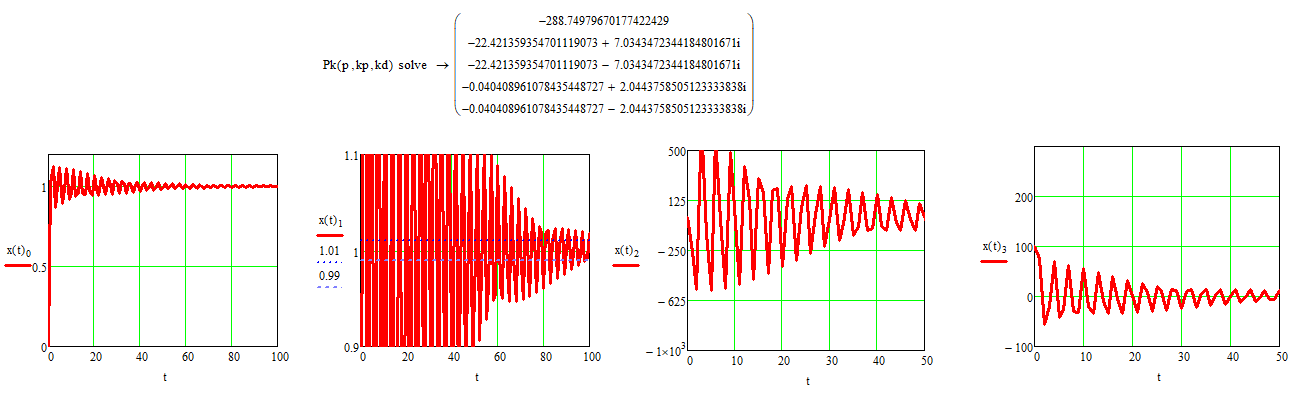 -288.74979670177422429
-22.421359354701119073 + 7.0343472344184801671i
Pk(p,kp,kd) solve → -22.421359354701119073 - 7.0343472344184801671i
-0.040408961078435448727 + 2.0443758505123333838i
-0.040408961078435448727 - 2.0443758505123333838i
x(t)0
1
0.5
0
0 20 40 60 80 100
t
x(t)1
1.01
0.99
1.1
1
0.9
0 20 40 60 80 100
t
x(t)2
500
125
-250
-625
-1×10³
0 10 20 30 40 50
t
x(t)3
200
100
0
-100
0 10 20 30 40 50
t